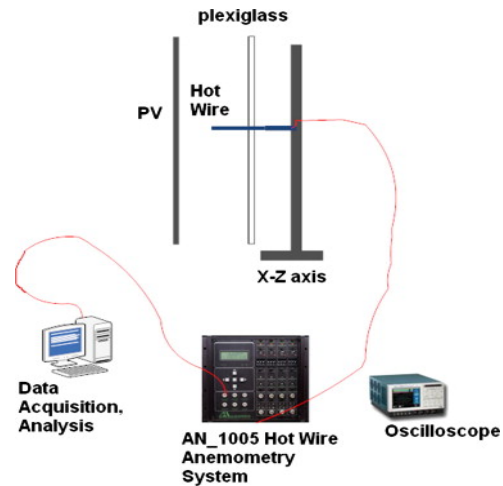 plexiglass
PV
Hot
Wire
X-Z axis
Data
Acquisition,
Analysis
AN_1005 Hot Wire
Anemometry
System
Oscilloscope